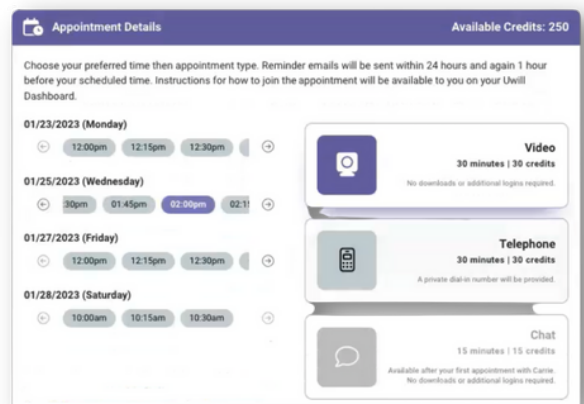 Appointment Details
Available Credits: 250
Choose your preferred time then appointment type. Reminder emails will be sent within 24 hours and again 1 hour
before your scheduled time. Instructions for how to join the appointment will be available to you on your Uwill
Dashboard.
01/23/2023 (Monday)
12:00pm 12:15pm 12:30pm
01/25/2023 (Wednesday)
:30pm 01:45pm 02:00pm 02:1
01/27/2023 (Friday)
12:00pm 12:15pm 12:30pm
01/28/2023 (Saturday)
10:00am 10:15am 10:30am
Video
30 minutes | 30 credits
No downloads or additional logins required.
Telephone
30 minutes | 30 credits
A private dial-in number will be provided.
Chat
15 minutes | 15 credits
Available after your first appointment with Carrie.
No downloads or additional logins required.